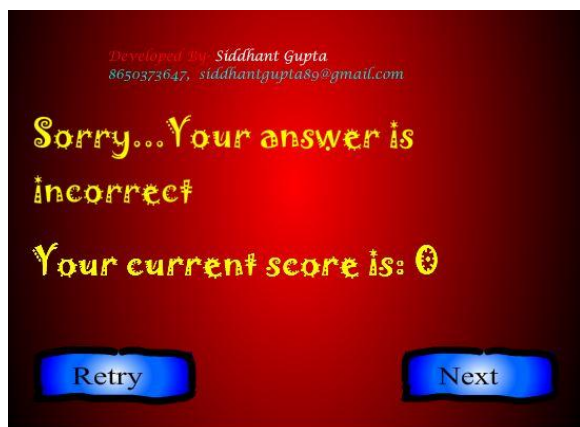 Developed By- Siddhant Gupta
8650373647, siddhantgupta89@gmail.com
Sorry...Your answer is
incorrect
Your current score is: 0
Retry
Next